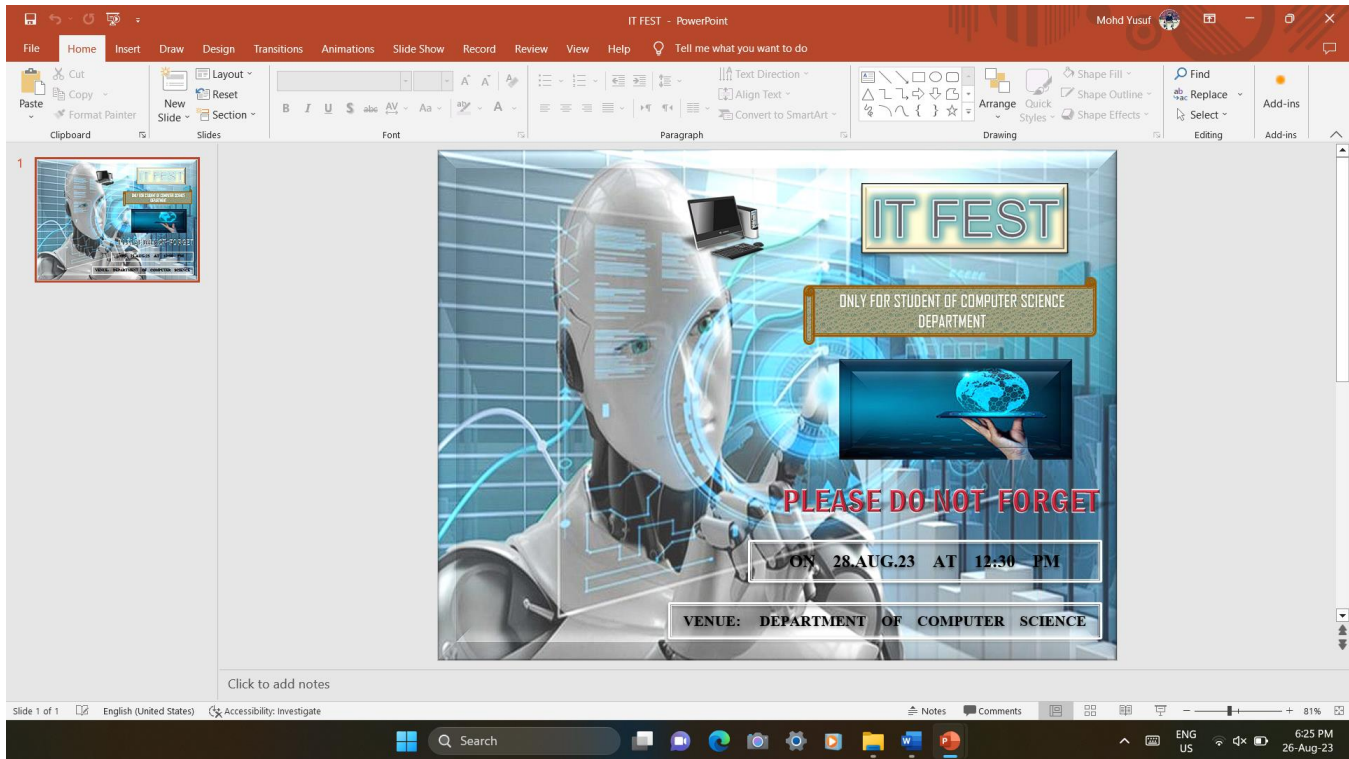 IT FEST - PowerPoint
Mohd Yusuf
File Home Insert Draw Design Transitions Animations Slide Show Record Review View Help Tell me what you want to do
Paste
Cut
Copy
Format Painter
Clipboard
New Slide
Layout
Reset
Section
Slides
B I U S abc AV Aa A
Font
Text Direction
Align Text
Convert to SmartArt
Paragraph
Arrange
Quick Styles
Shape Fill
Shape Outline
Shape Effects
Drawing
Find
Replace
Select
Editing
Add-ins
Add-ins
1
IT FEST
ONLY FOR STUDENT OF COMPUTER SCIENCE
DEPARTMENT
PLEASE DO NOT FORGET
ON 28.AUG.23 AT 12:30 PM
VENUE: DEPARTMENT OF COMPUTER SCIENCE
Click to add notes
Slide 1 of 1 English (United States) Accessibility: Investigate Notes Comments 81%
Search
ENG
US
6:25 PM
26-Aug-23